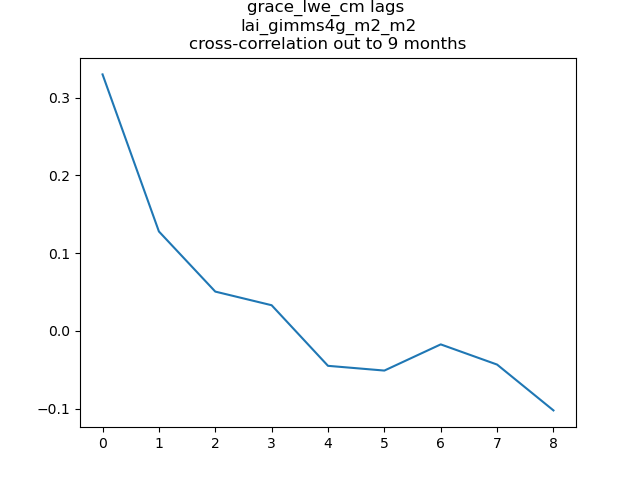 grace_lwe_cm lags
lai_gimms4g_m2_m2
cross-correlation out to 9 months
0.3
0.2
0.1
0.0
−0.1
0 1 2 3 4 5 6 7 8